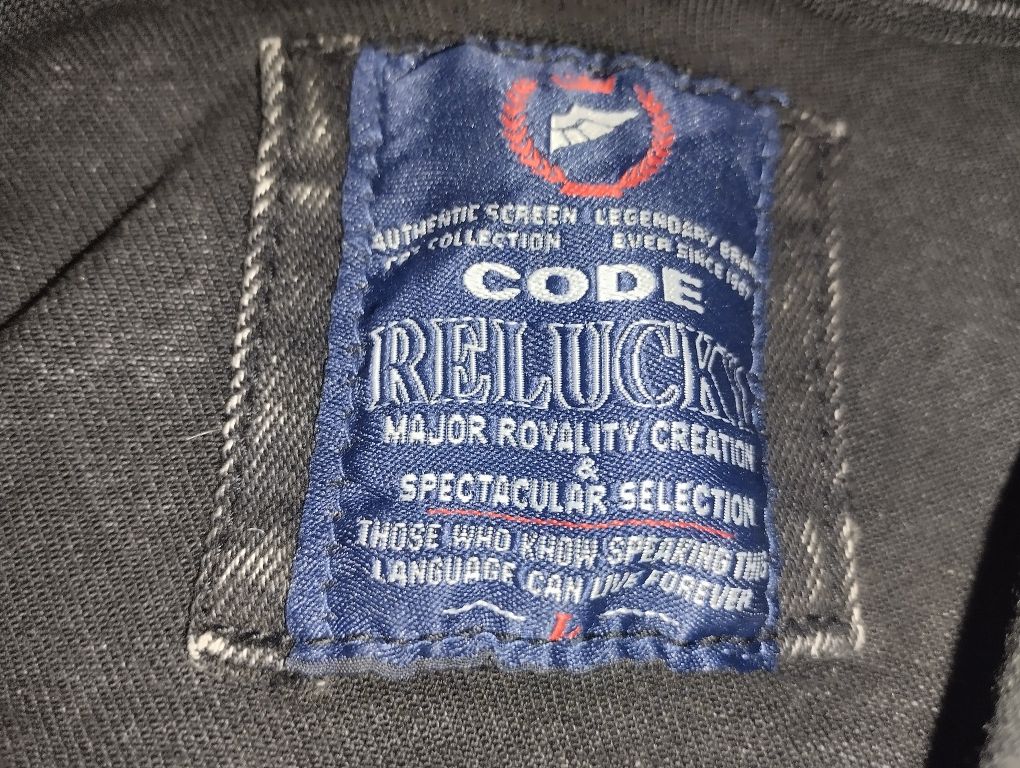 AUTHENTIC SCREEN LEGENDARY
COLLECTION EVER SINCE
CODE
RELUCKY
MAJOR ROYALITY CREATION
&
SPECTACULAR SELECTION
THOSE WHO KNOW SPEAKING THIS
LANGUAGE CAN LIVE FOREVER
L